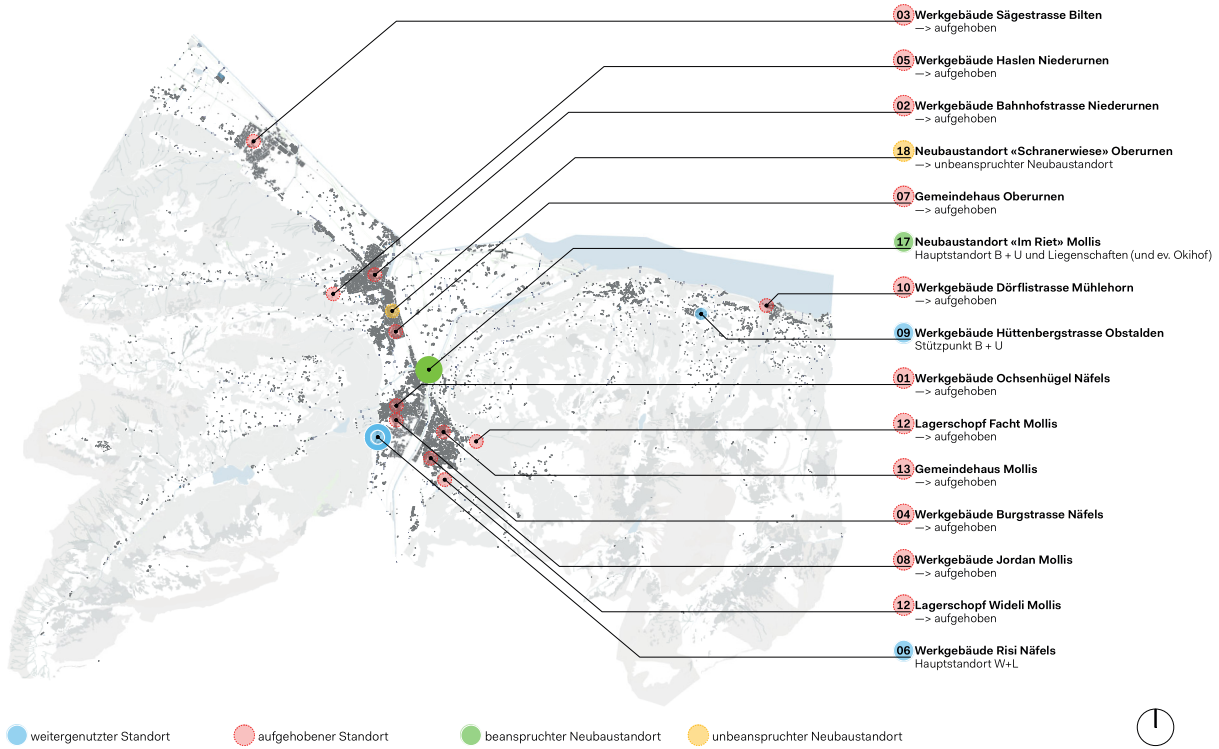 03 Werkgebäude Sägestrasse Bilten
—> aufgehoben
05 Werkgebäude Haslen Niederurnen
—> aufgehoben
02 Werkgebäude Bahnhofstrasse Niederurnen
—> aufgehoben
18 Neubaustandort «Schranerwiese» Oberurnen
—> unbeanspruchter Neubaustandort
07 Gemeindehaus Oberurnen
—> aufgehoben
17 Neubaustandort «Im Riet» Mollis
Hauptstandort B + U und Liegenschaften (und ev. Okihof)
10 Werkgebäude Dörflistrasse Mühlehorn
—> aufgehoben
09 Werkgebäude Hüttenbergstrasse Obstalden
Stützpunkt B + U
01 Werkgebäude Ochsenhügel Näfels
—> aufgehoben
12 Lagerschopf Facht Mollis
—> aufgehoben
13 Gemeindehaus Mollis
—> aufgehoben
04 Werkgebäude Burgstrasse Näfels
—> aufgehoben
08 Werkgebäude Jordan Mollis
—> aufgehoben
12 Lagerschopf Wideli Mollis
—> aufgehoben
06 Werkgebäude Risi Näfels
Hauptstandort W+L
weitergenutzter Standort aufgehobener Standort beanspruchter Neubaustandort unbeanspruchter Neubaustandort